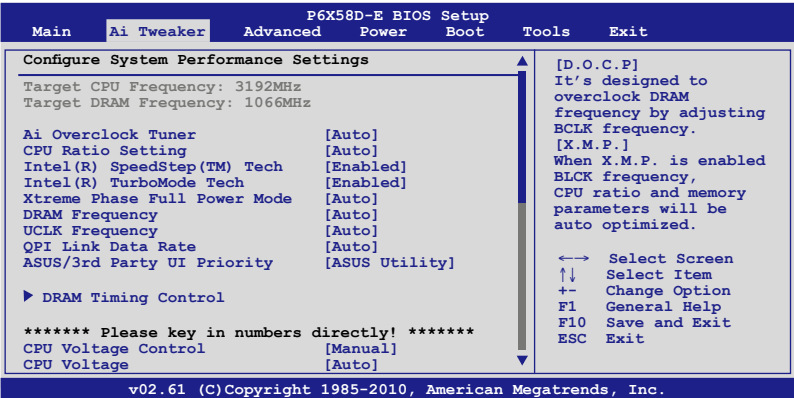 P6X58D-E BIOS Setup
Main Ai Tweaker Advanced Power Boot Tools Exit
Configure System Performance Settings
Target CPU Frequency: 3192MHz
Target DRAM Frequency: 1066MHz
Ai Overclock Tuner [Auto]
CPU Ratio Setting [Auto]
Intel(R) SpeedStep(TM) Tech [Enabled]
Intel(R) TurboMode Tech [Enabled]
Xtreme Phase Full Power Mode [Auto]
DRAM Frequency [Auto]
UCLK Frequency [Auto]
QPI Link Data Rate [Auto]
ASUS/3rd Party UI Priority [ASUS Utility]
DRAM Timing Control
******* Please key in numbers directly! *******
CPU Voltage Control [Manual]
CPU Voltage [Auto]
[D.O.C.P]
It's designed to
overclock DRAM
frequency by adjusting
BCLK frequency.
[X.M.P.]
When X.M.P. is enabled
BLCK frequency,
CPU ratio and memory
parameters will be
auto optimized.
←→ Select Screen
↑↓ Select Item
+- Change Option
F1 General Help
F10 Save and Exit
ESC Exit
v02.61 (C)Copyright 1985-2010, American Megatrends, Inc.